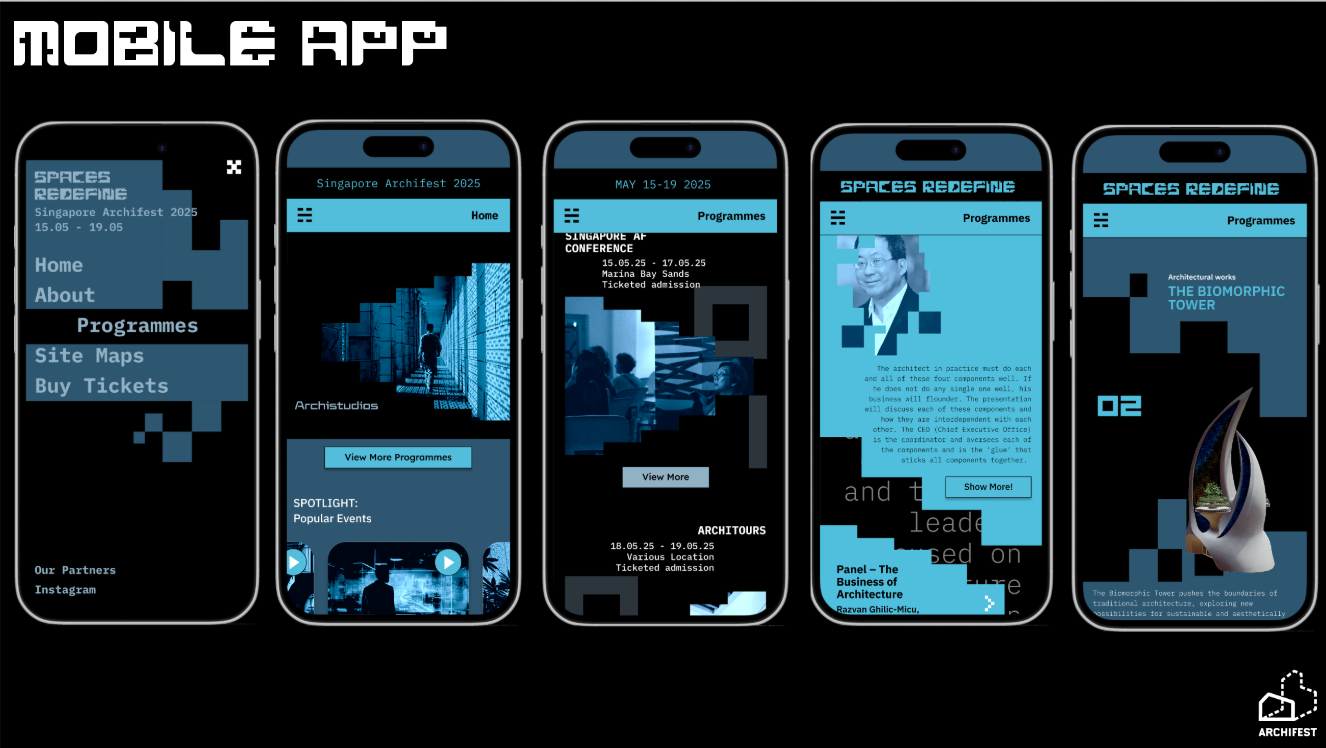 MOBILE APP
SPACES
REDEFINE
Singapore Archifest 2025
15.05 - 19.05
Home
About
Programmes
Site Maps
Buy Tickets
Our Partners
Instagram
Singapore Archifest 2025
Home
Archistudios
View More Programmes
SPOTLIGHT:
Popular Events
MAY 15-19 2025
Programmes
SINGAPORE AF
CONFERENCE
15.05.25 - 17.05.25
Marina Bay Sands
Ticketed admission
View More
ARCHITOURS
18.05.25 - 19.05.25
Various Location
Ticketed admission
SPACES REDEFINE
Programmes
The architect in practice must do each
and all of these four components well. If
he does not do any single one well, his
business will flounder. The presentation
will discuss each of these components and
how they are interdependent with each
other. The CEO (Chief Executive Office)
is the coordinator and oversees each of
the components and is the "glue" that
sticks all components together.
Show More!
and t
leade
sed on
ure
Panel – The
Business of
Architecture
Razvan Ghilic-Micu,
SPACES REDEFINE
Programmes
Architectural works
THE BIOMORPHIC
TOWER
02
The Biomorphic Tower pushes the boundaries of
traditional architecture, exploring new
possibilities for sustainable and aesthetically
ARCHIFEST